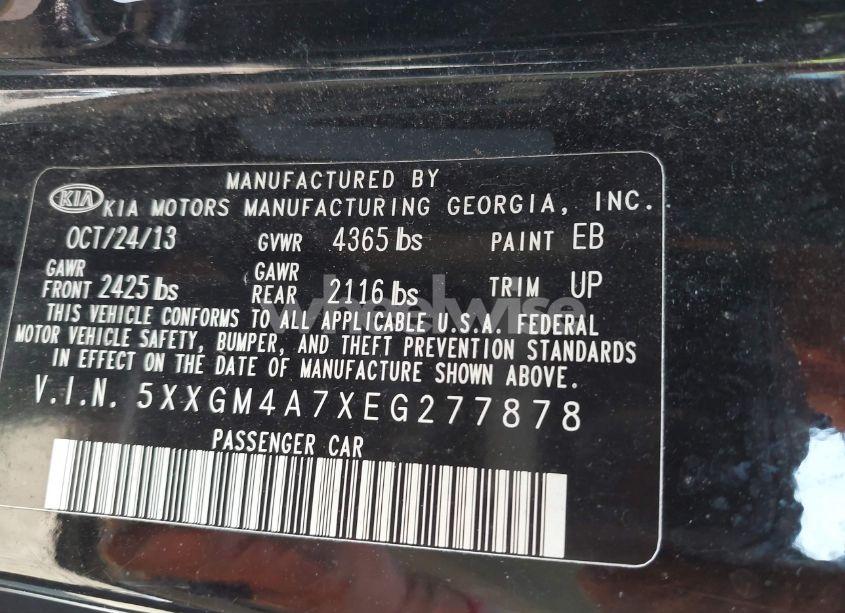 MANUFACTURED BY
KIA KIA MOTORS MANUFACTURING GEORGIA, INC.
OCT/24/13 GVWR 4365 lbs PAINT EB
GAWR FRONT 2425 lbs GAWR REAR 2116 lbs TRIM UP
THIS VEHICLE CONFORMS TO ALL APPLICABLE U.S.A. FEDERAL
MOTOR VEHICLE SAFETY, BUMPER, AND THEFT PREVENTION STANDARDS
IN EFFECT ON THE DATE OF MANUFACTURE SHOWN ABOVE.
V.I.N. 5XXGM4A7XEG277878
PASSENGER CAR
wheelwise